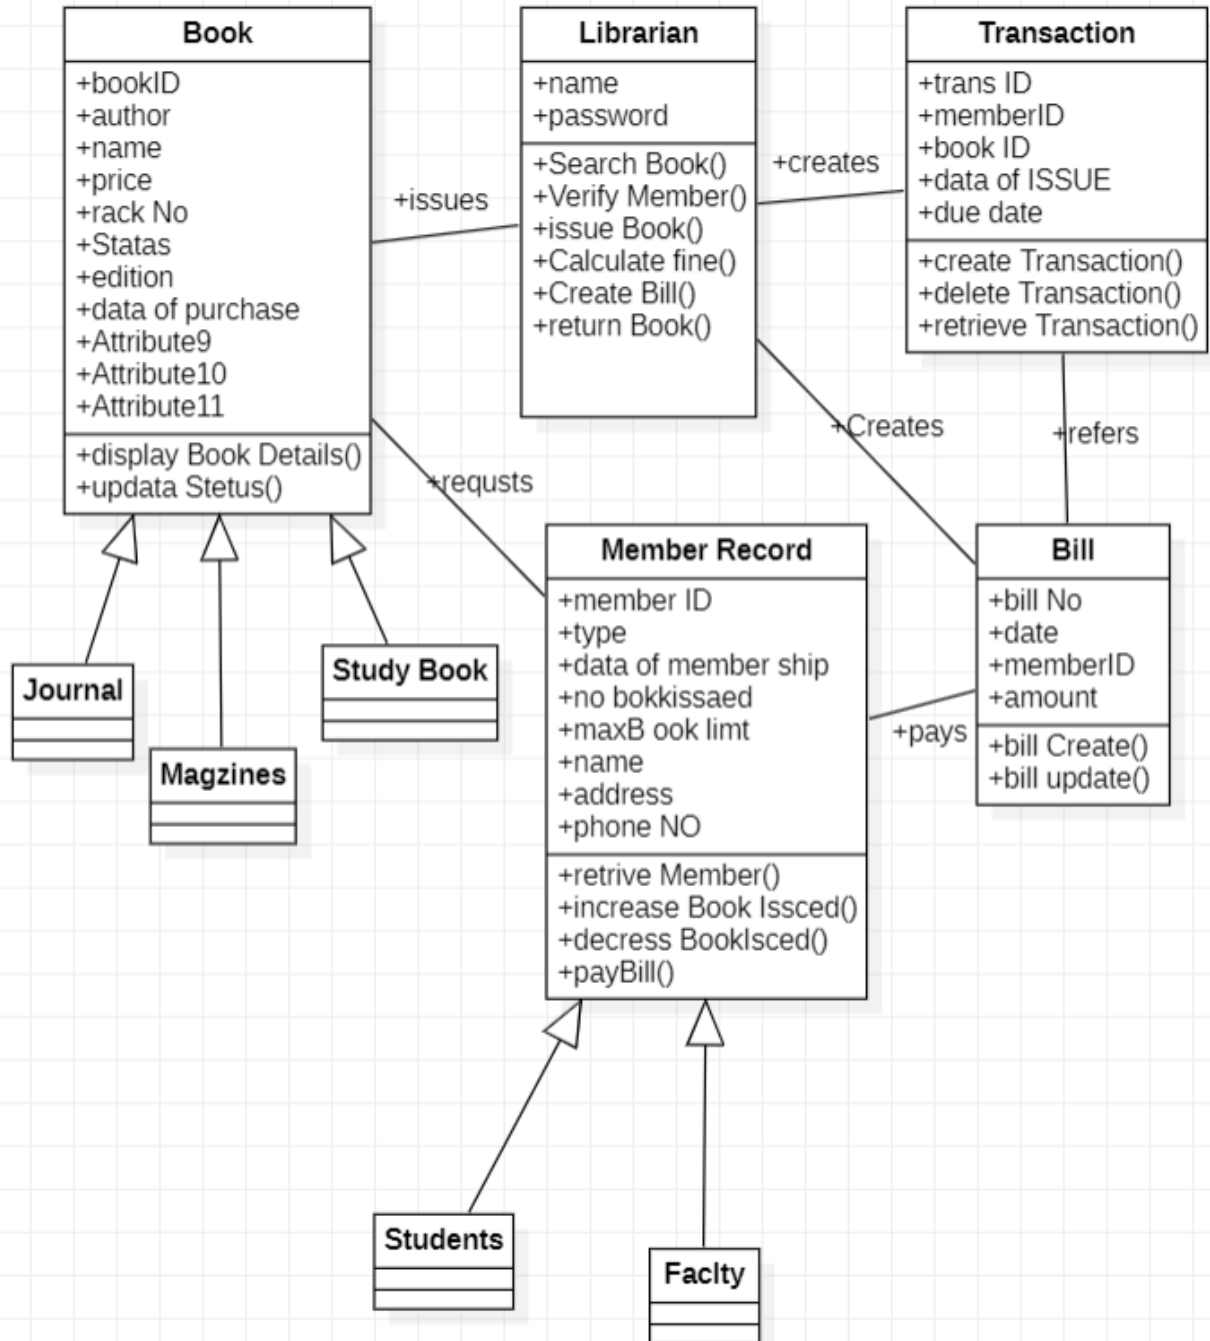 Book
+bookID
+author
+name
+price
+rack No
+Statas
+edition
+data of purchase
+Attribute9
+Attribute10
+Attribute11
+display Book Details()
+updata Stetus()
+issues
Librarian
+name
+password
+Search Book()
+Verify Member()
+issue Book()
+Calculate fine()
+Create Bill()
+return Book()
+creates
Transaction
+trans ID
+memberID
+book ID
+data of ISSUE
+due date
+create Transaction()
+delete Transaction()
+retrieve Transaction()
+Creates
+refers
+requsts
Member Record
+member ID
+type
+data of member ship
+no bokkissaed
+maxB ook limt
+name
+address
+phone NO
+retrive Member()
+increase Book Issced()
+decress BookIsced()
+payBill()
+pays
Bill
+bill No
+date
+memberID
+amount
+bill Create()
+bill update()
Journal
Magzines
Study Book
Students
Faclty